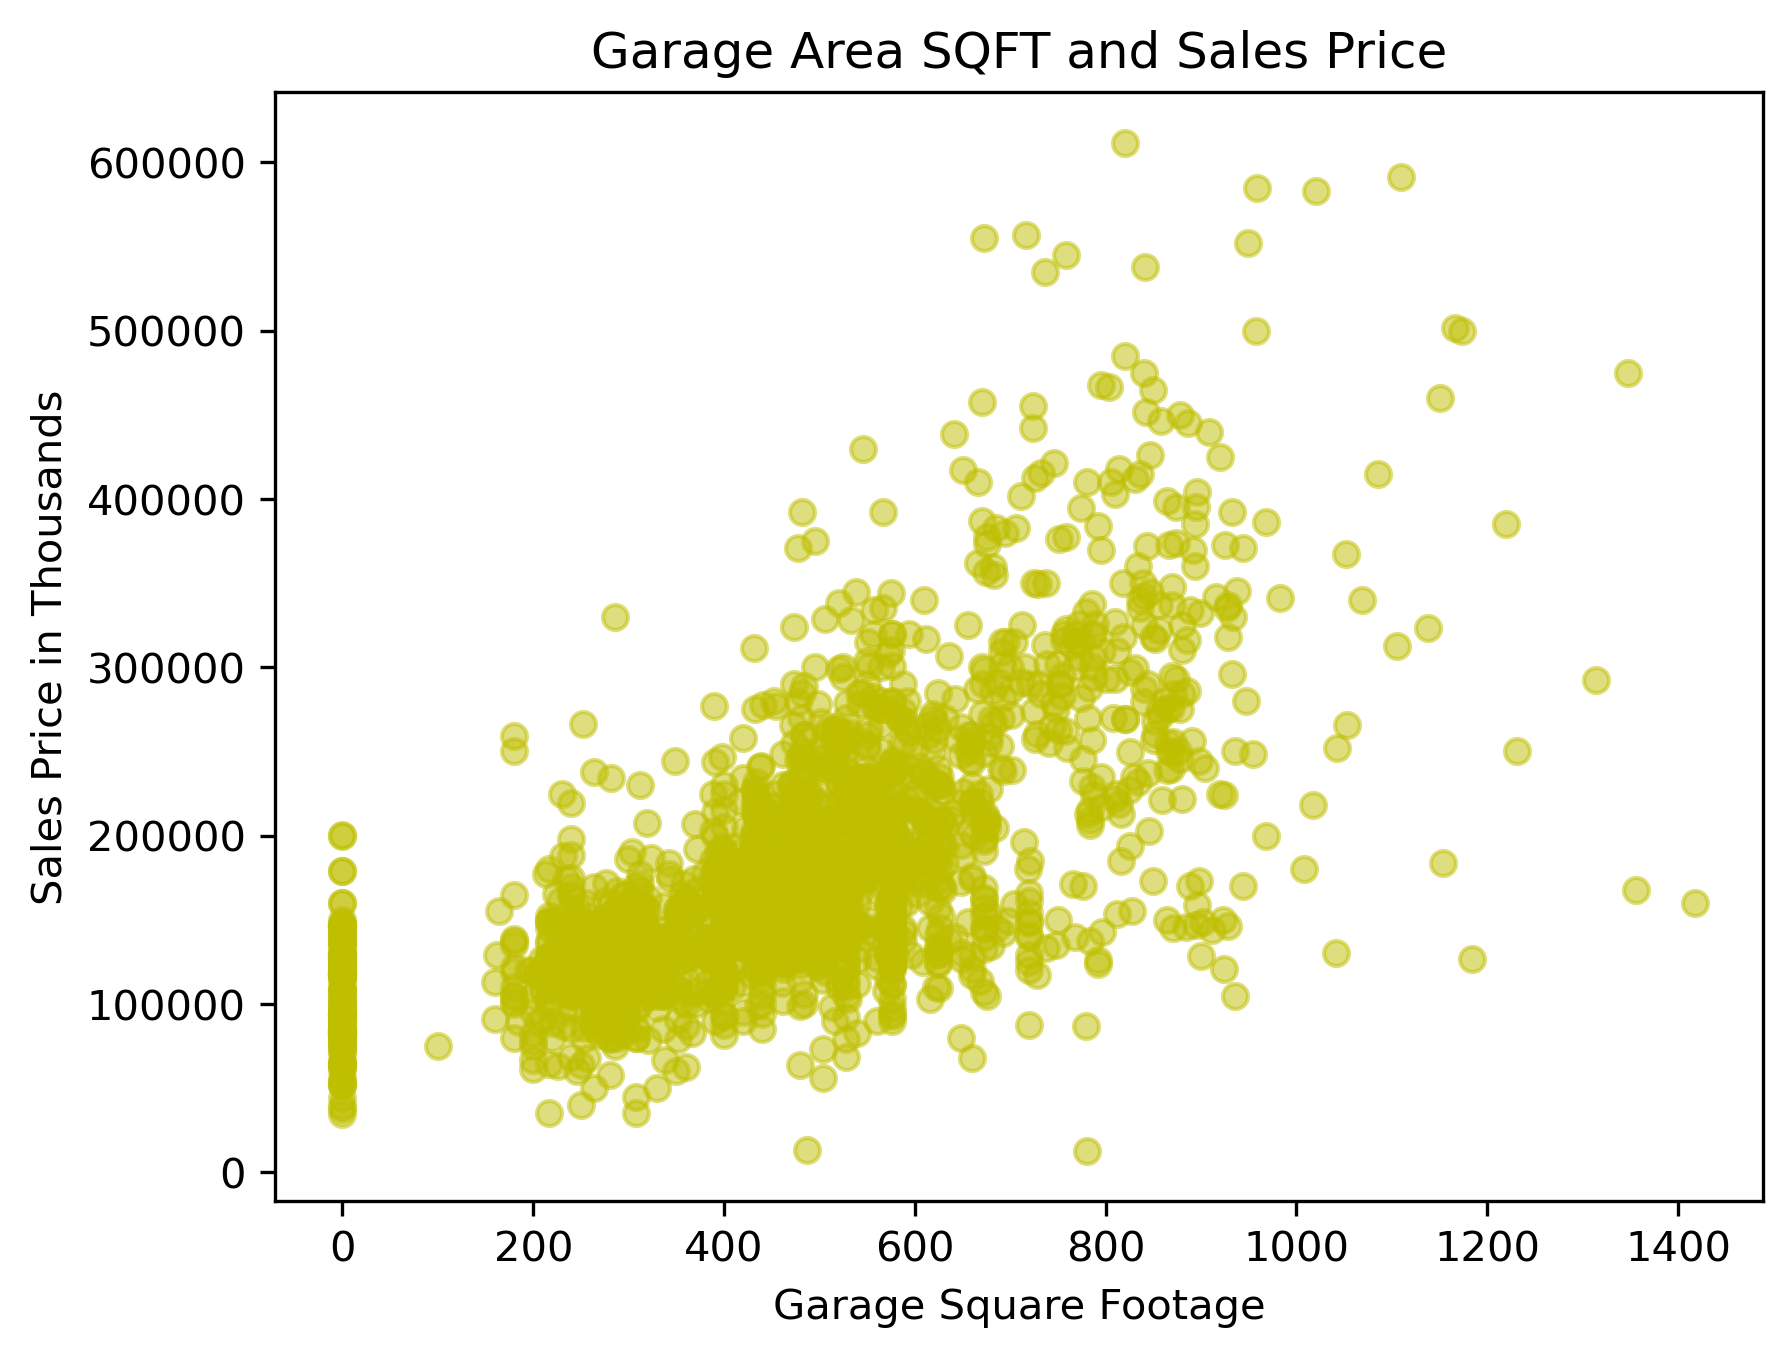 Garage Area SQFT and Sales Price
Sales Price in Thousands
600000
500000
400000
300000
200000
100000
0
0 200 400 600 800 1000 1200 1400
Garage Square Footage